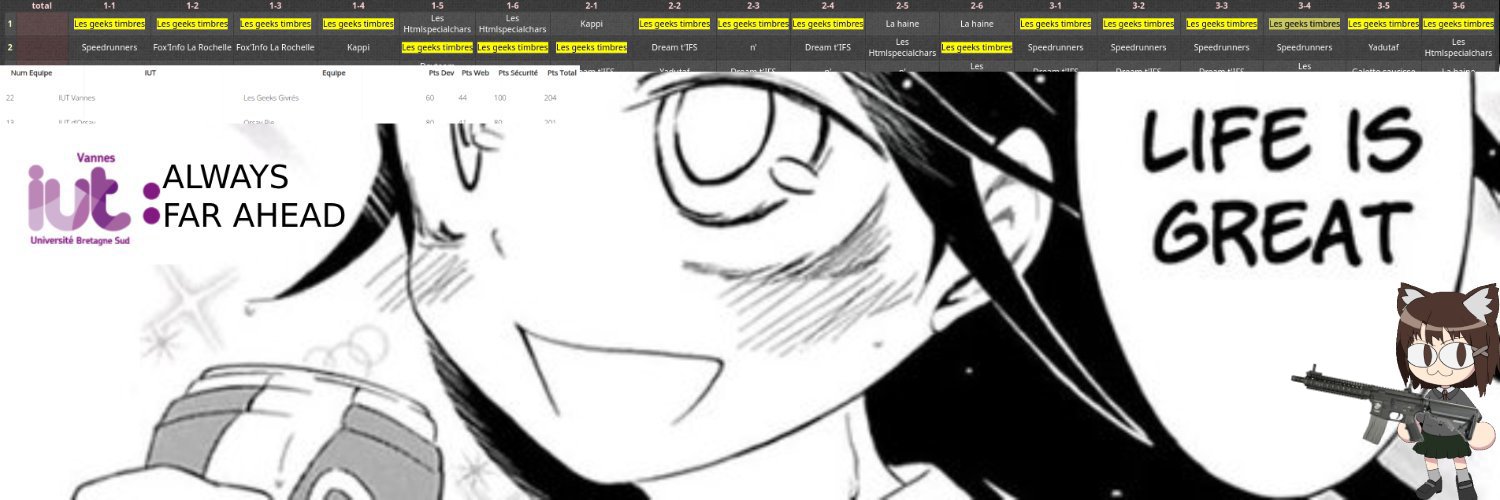 total 1-1 1-2 1-3 1-4 1-5 1-6 2-1 2-2 2-3 2-4 2-5 2-6 3-1 3-2 3-3 3-4 3-5 3-6
1 Les geeks timbres Les geeks timbres Les geeks timbres Les geeks timbres Les Htmlspecialchars Les Htmlspecialchars Kappi Les geeks timbres Les geeks timbres Les geeks timbres La haine La haine Les geeks timbres Les geeks timbres Les geeks timbres Les geeks timbres Les geeks timbres Les geeks timbres
2 Speedrunners Fox'Info La Rochelle Fox'Info La Rochelle Kappi Les geeks timbres Les geeks timbres Les geeks timbres Dream t'IFS n' Dream t'IFS Les Htmlspecialchars Les geeks timbres Speedrunners Speedrunners Speedrunners Speedrunners Yadutaf Les Htmlspecialchars
Num Equipe IUT Equipe Pts Dev Pts Web Pts Sécurité Pts Total
22 IUT Vannes Les Geeks Givrés 60 44 100 204
Vannes
iut
Université Bretagne Sud
ALWAYS
FAR AHEAD
LIFE IS
GREAT